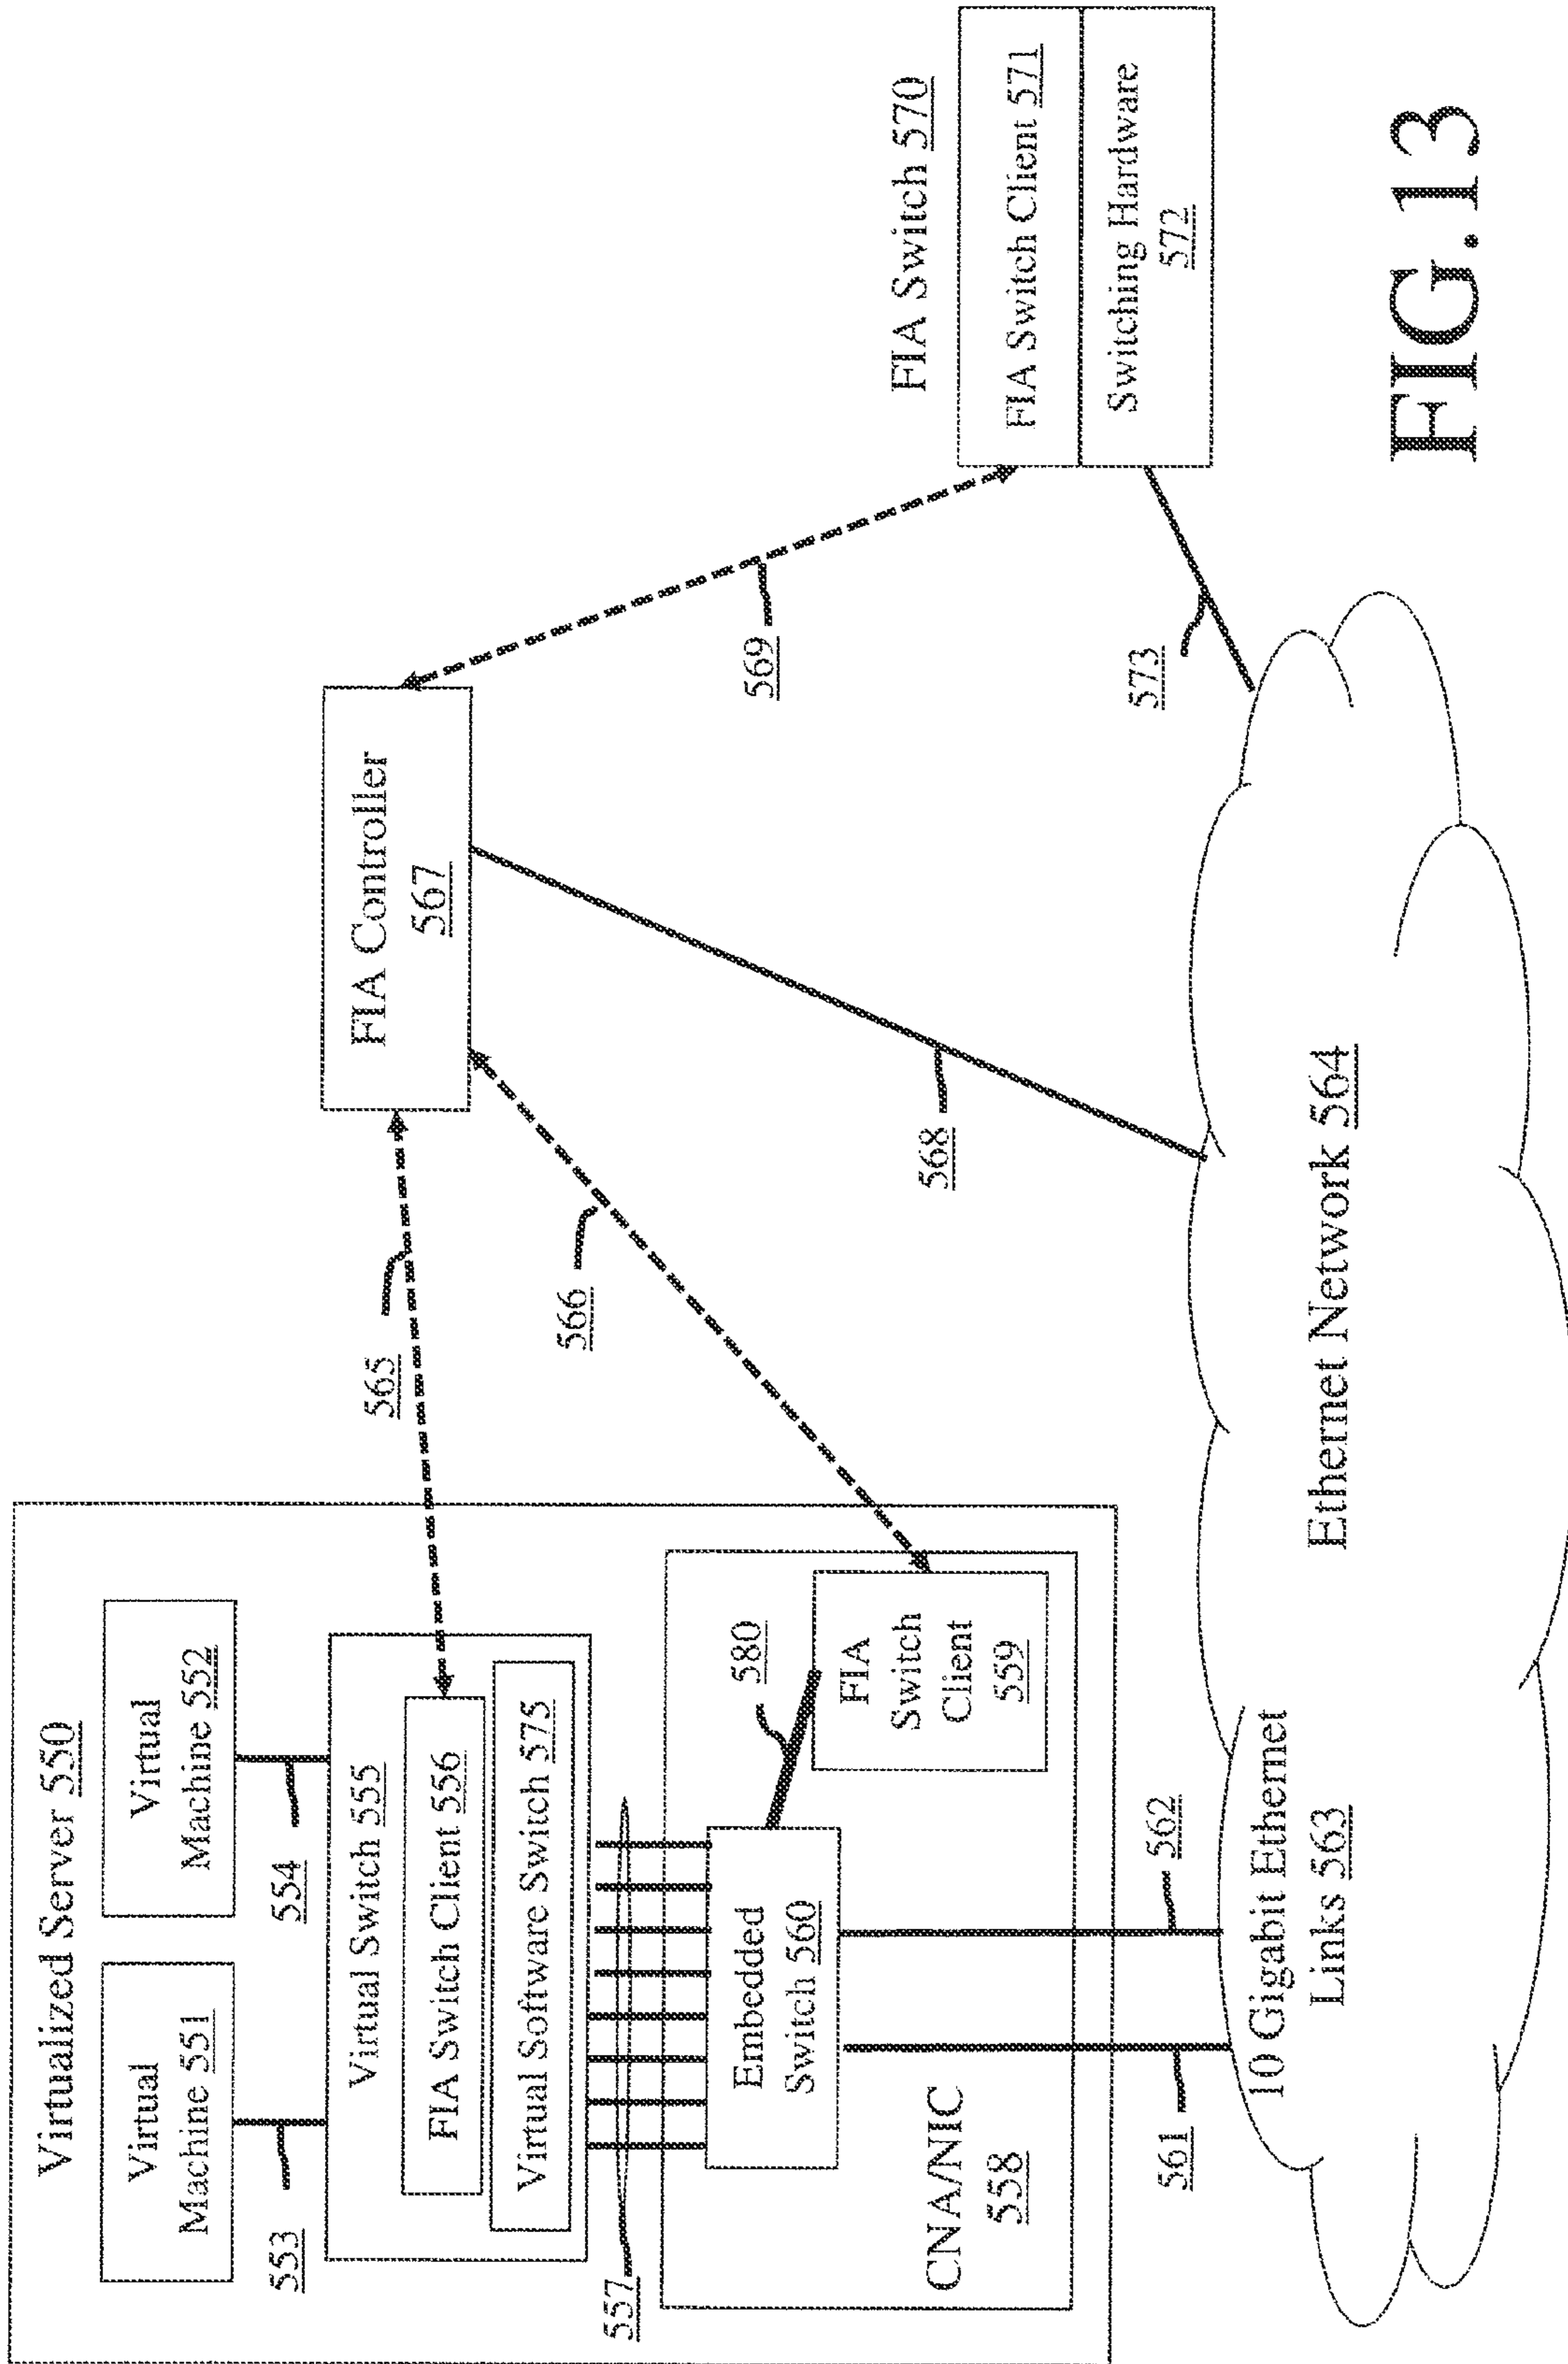 Virtualized Server 550
Virtual
Machine 551
Virtual
Machine 552
553
554
Virtual Switch 555
FIA Switch Client 556
Virtual Software Switch 575
557
Embedded
Switch 560
580
FIA
Switch
Client
559
CNA/NIC
558
561
562
10 Gigabit Ethernet
Links 563
Ethernet Network 564
565
566
FIA Controller
567
568
569
573
FIA Switch 570
FIA Switch Client 571
Switching Hardware
572
FIG.13